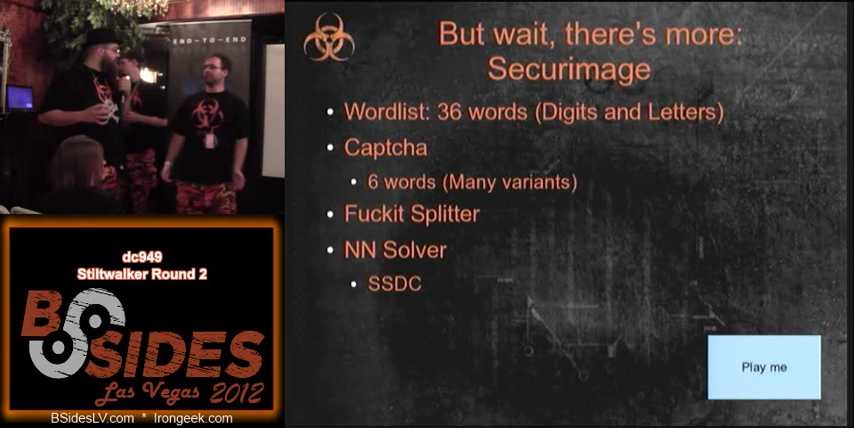 END-TO-END
But wait, there's more:
Securimage
• Wordlist: 36 words (Digits and Letters)
• Captcha
• 6 words (Many variants)
• Fuckit Splitter
• NN Solver
• SSDC
Play me
dc949
Stiltwalker Round 2
BSIDES
Las Vegas 2012
BSidesLV.com * Irongeek.com